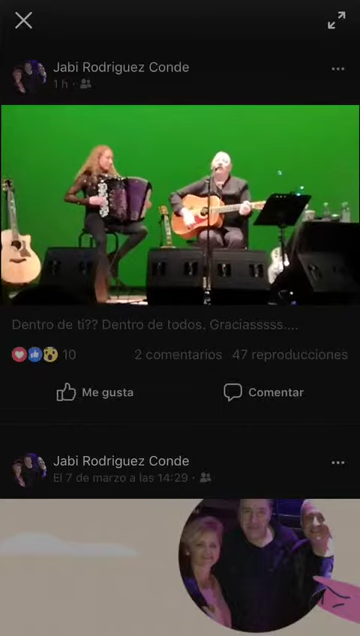 Jabi Rodriguez Conde
1 h ·
Dentro de ti?? Dentro de todos. Graciasssss....
10
2 comentarios 47 reproducciones
Me gusta
Comentar
Jabi Rodriguez Conde
El 7 de marzo a las 14:29 ·